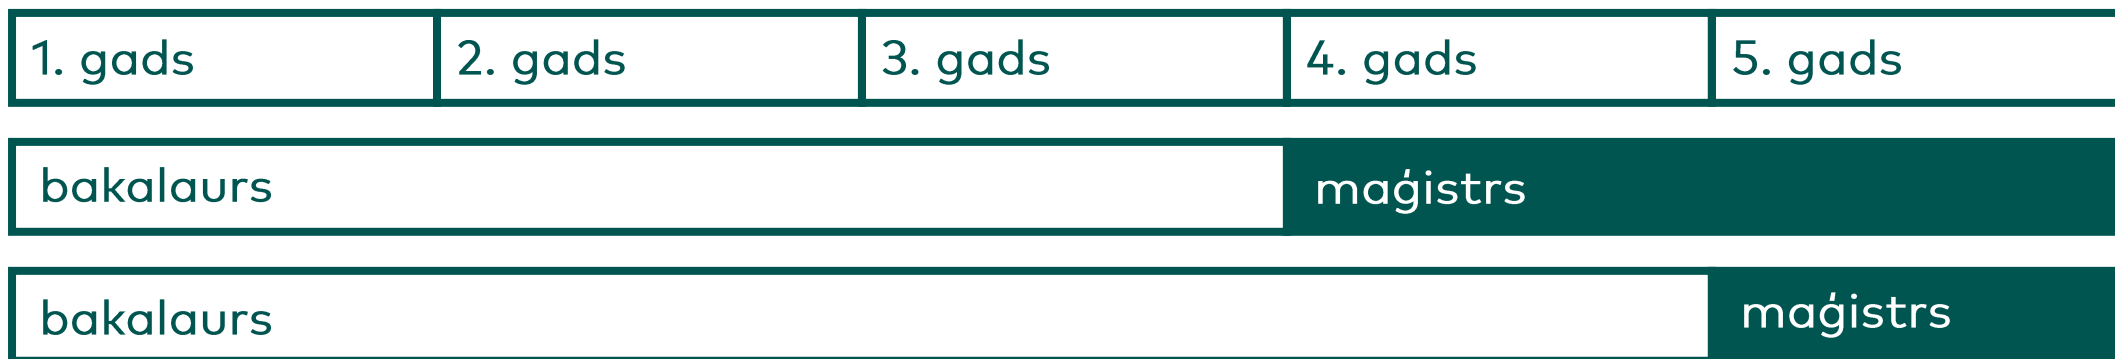 1. gads 2. gads 3. gads 4. gads 5. gads
bakalaurs maģistrs
bakalaurs maģistrs